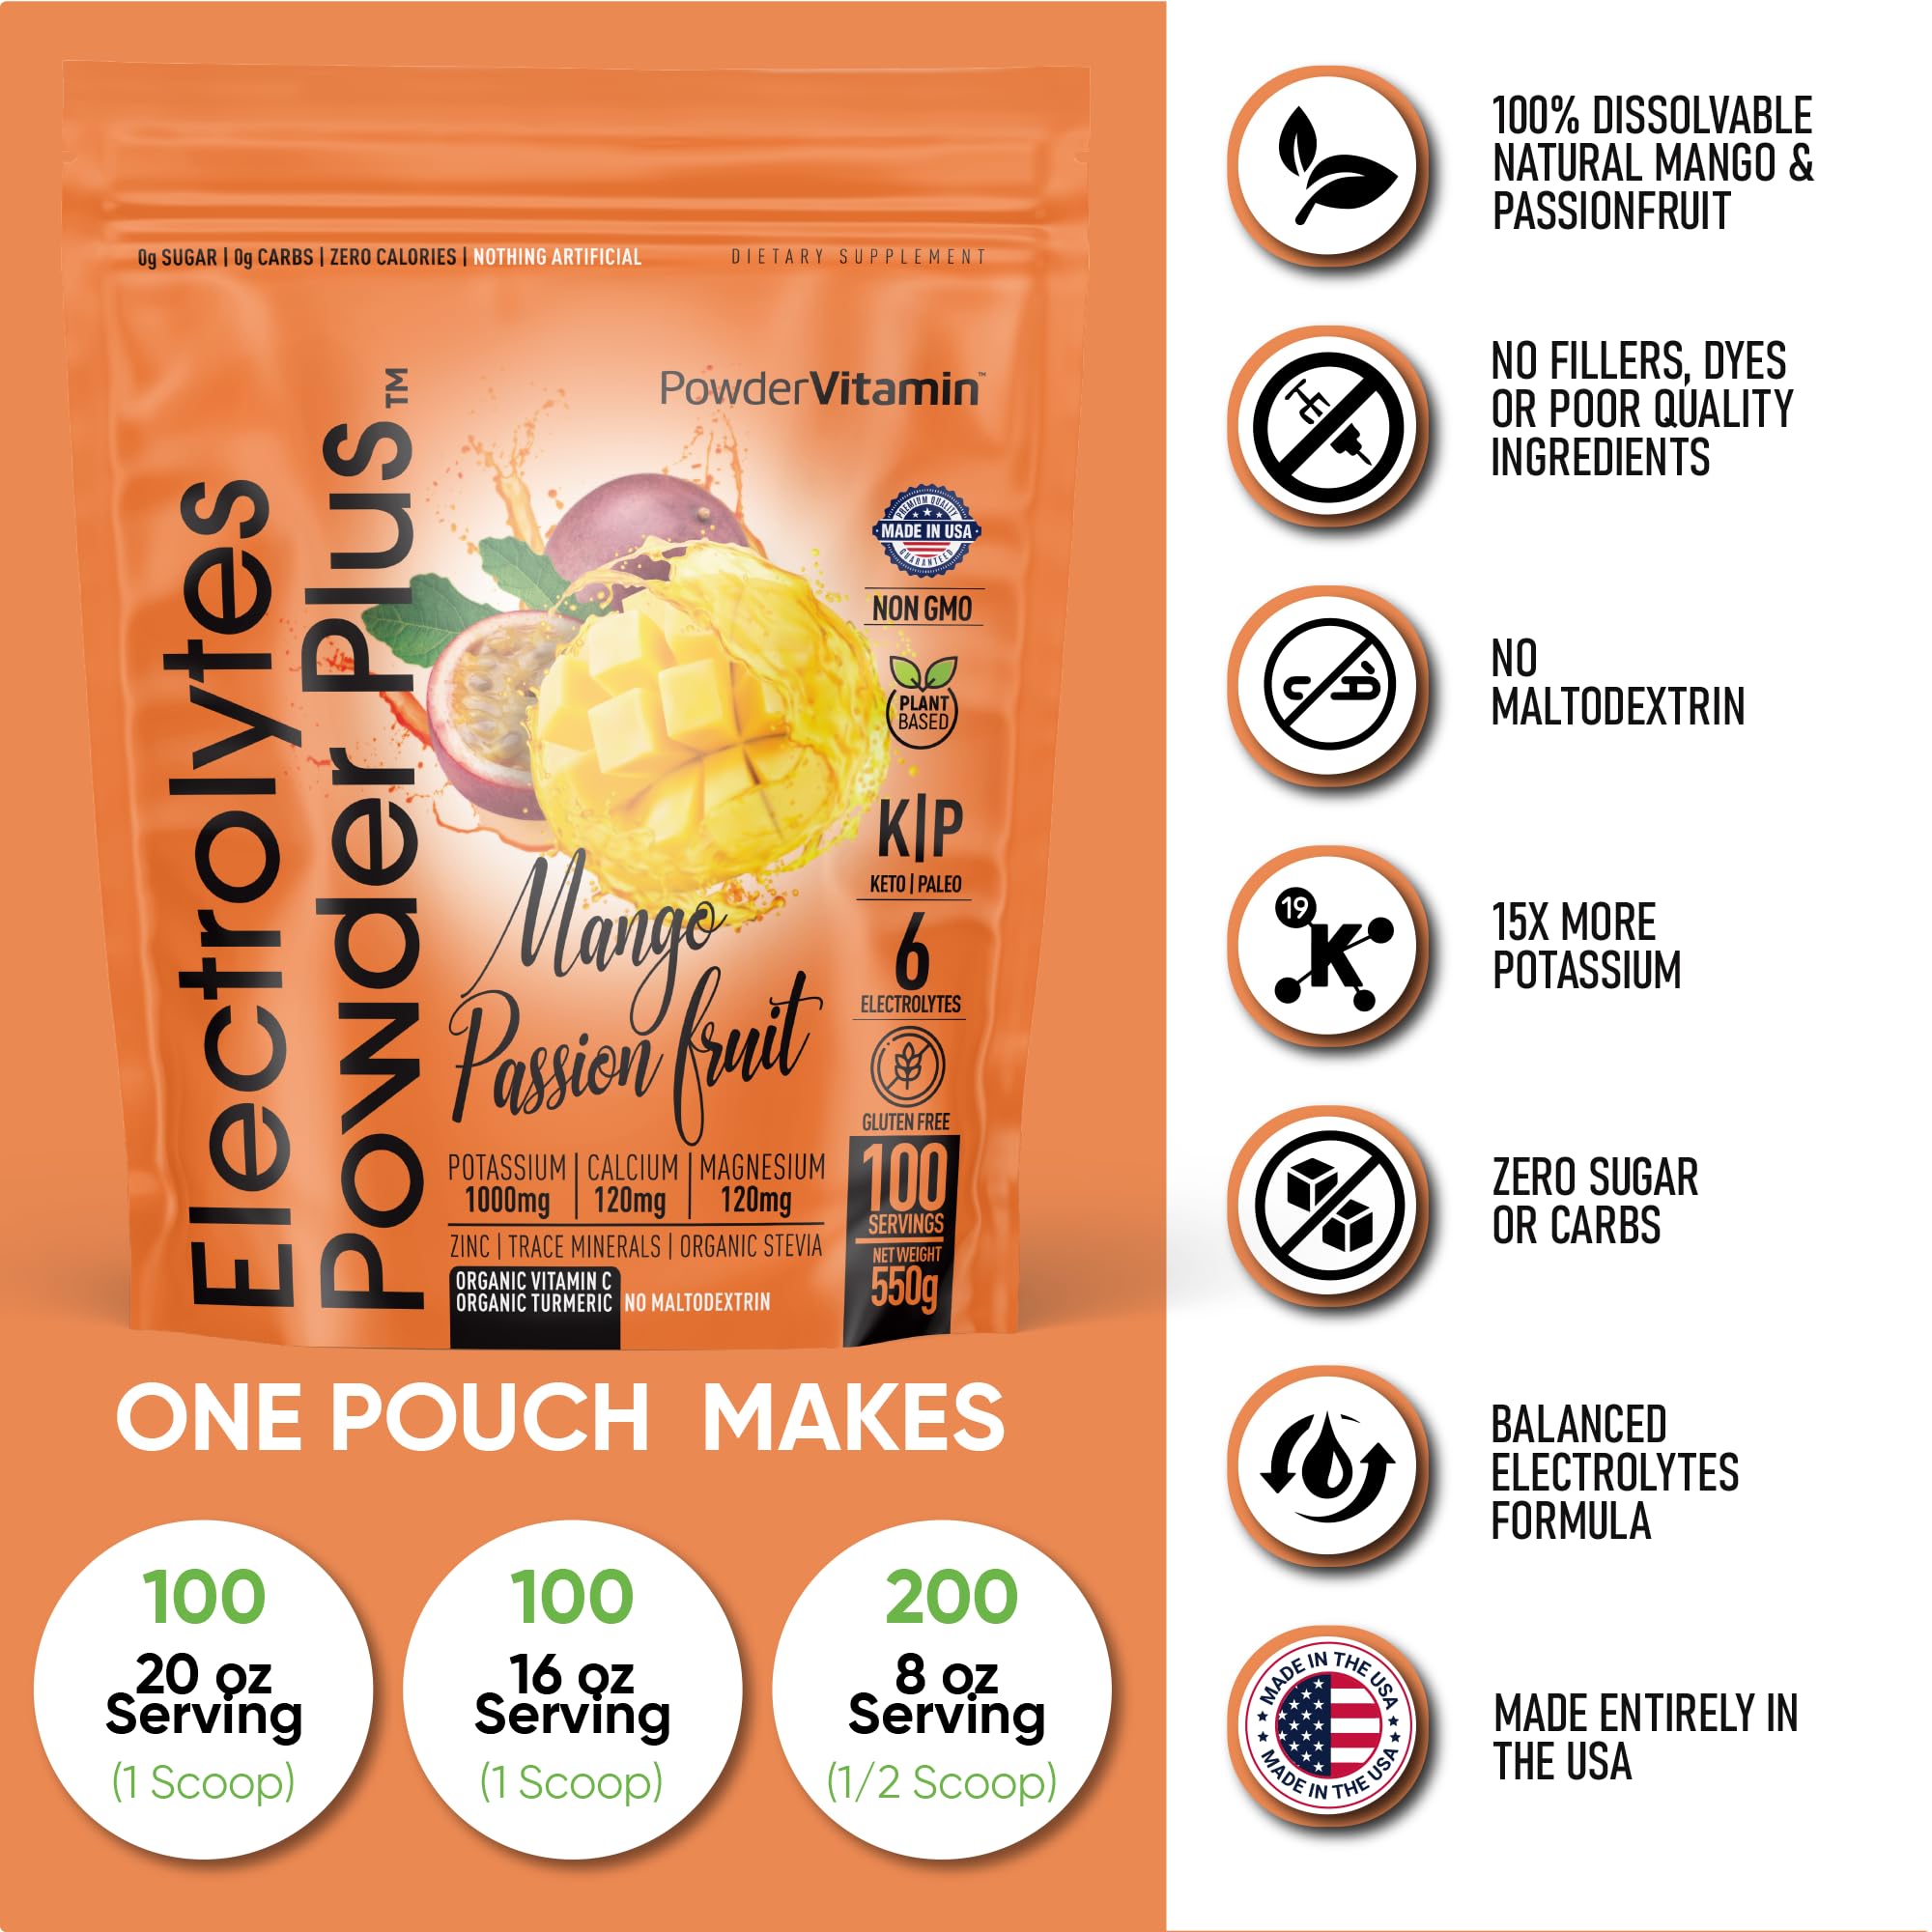 0g SUGAR | 0g CARBS | ZERO CALORIES | NOTHING ARTIFICIAL
DIETARY SUPPLEMENT
PowderVitamin™
Electrolytes
Powder Plus™
PREMIUM QUALITY
MADE IN USA
GUARANTEED
NON GMO
PLANT
BASED
K|P
KETO | PALEO
6
ELECTROLYTES
GLUTEN FREE
Mango
Passion fruit
POTASSIUM | CALCIUM | MAGNESIUM
1000mg | 120mg | 120mg
ZINC | TRACE MINERALS | ORGANIC STEVIA
ORGANIC VITAMIN C
ORGANIC TURMERIC NO MALTODEXTRIN
100
SERVINGS
NET WEIGHT
550g
ONE POUCH MAKES
100
20 oz
Serving
(1 Scoop)
100
16 oz
Serving
(1 Scoop)
200
8 oz
Serving
(1/2 Scoop)
100% DISSOLVABLE
NATURAL MANGO &
PASSIONFRUIT
NO FILLERS, DYES
OR POOR QUALITY
INGREDIENTS
NO
MALTODEXTRIN
19
K
15X MORE
POTASSIUM
ZERO SUGAR
OR CARBS
BALANCED
ELECTROLYTES
FORMULA
MADE IN THE USA
MADE IN THE USA
MADE ENTIRELY IN
THE USA